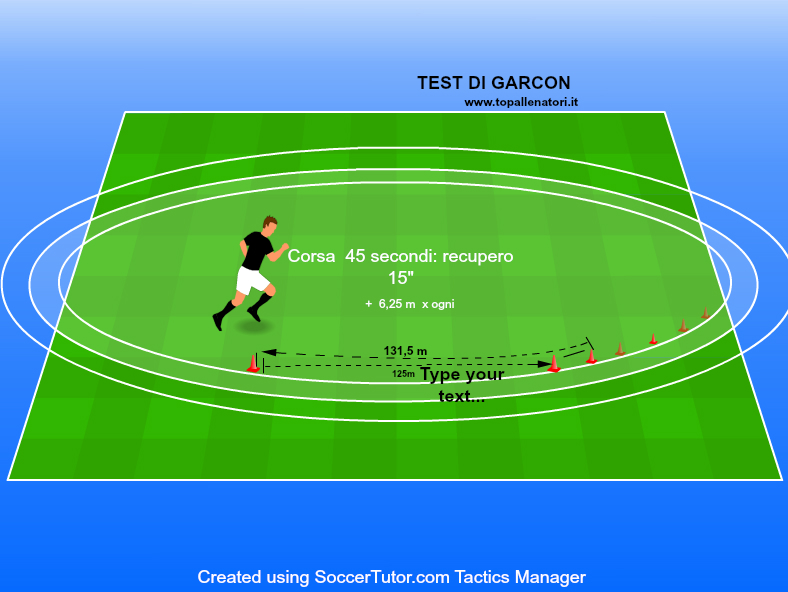 TEST DI GARCON
www.topallenatori.it
Corsa  45 secondi: recupero
15"
+  6,25 m  x ogni
131,5 m
125m
Type your
text...
Created using SoccerTutor.com Tactics Manager